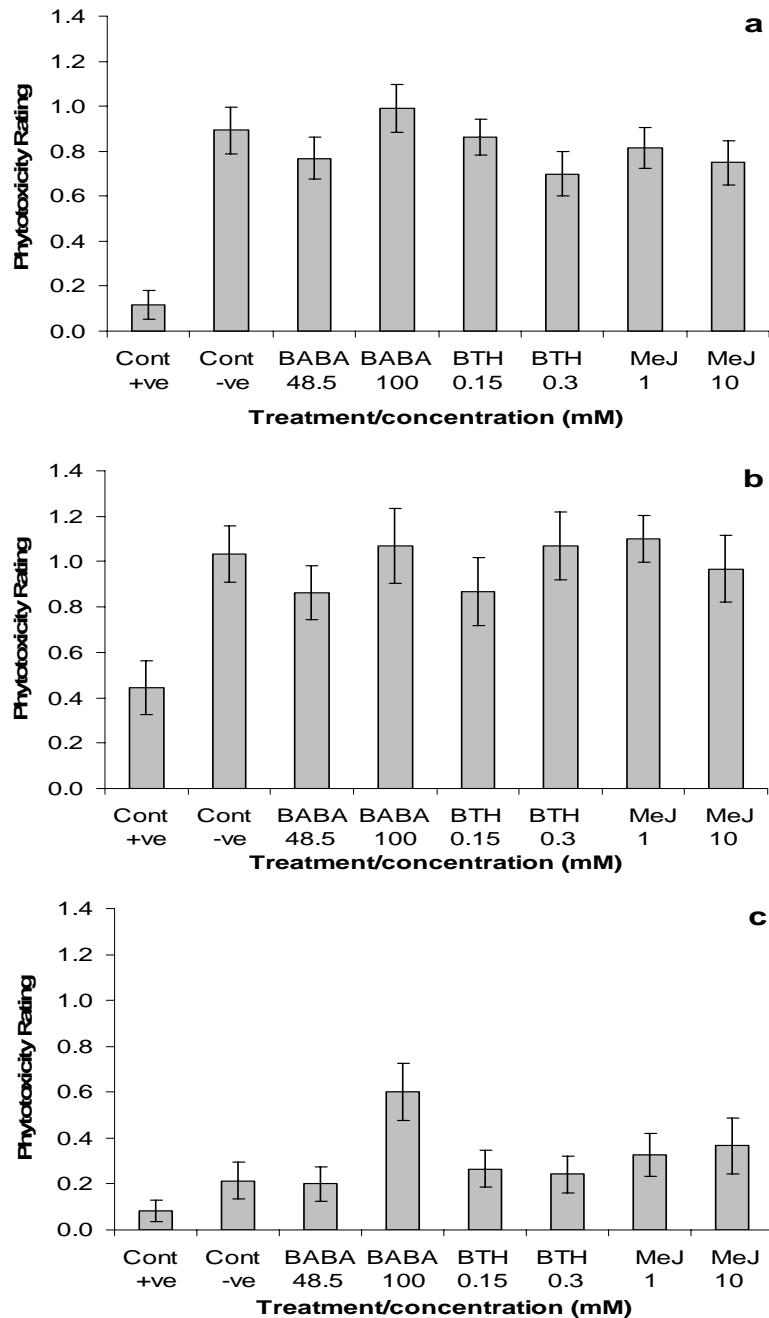 a
Phytotoxicity Rating
1.4
1.2
1.0
0.8
0.6
0.4
0.2
0.0
Cont BABA BABA BTH BTH MeJ MeJ
Cont
+ve -ve 48.5 100 0.15 0.3 1 10
Treatment/concentration (mM)
b
Phytotoxicity Rating
1.4
1.2
1.0
0.8
0.6
0.4
0.2
0.0
Cont Cont BABA BABA BTH BTH MeJ MeJ
+ve -ve 48.5 100 0.15 0.3 1 10
Treatment/concentration (mM)
c
Phytotoxicity Rating
1.4
1.2
1.0
0.8
0.6
0.4
0.2
0.0
Cont Cont BABA BABA BTH BTH MeJ MeJ
+ve -ve 48.5 100 0.15 0.3 1 10
Treatment/concentration (mM)